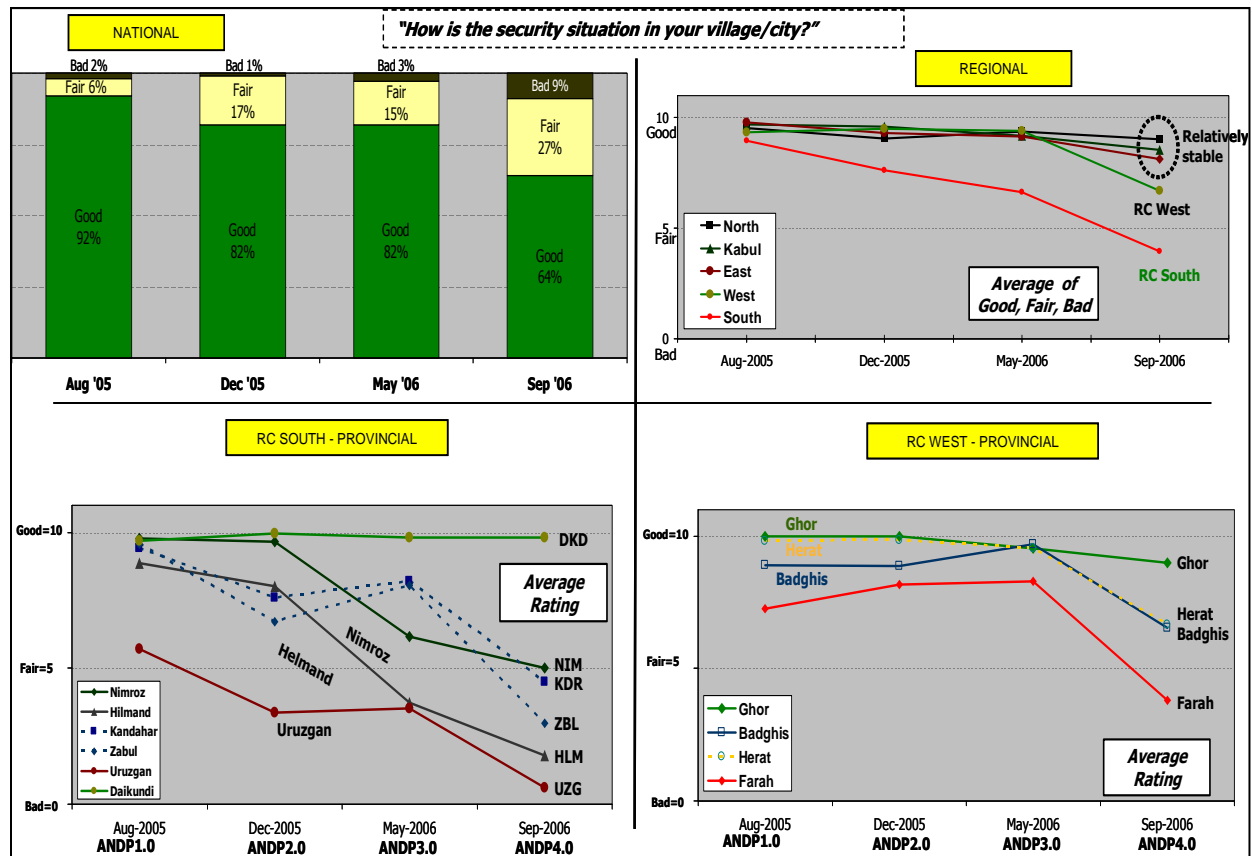 NATIONAL
"How is the security situation in your village/city?"
Bad 2%
Fair 6%
Good
92%
Bad 1%
Fair
17%
Good
82%
Bad 3%
Fair
15%
Good
82%
Bad 9%
Fair
27%
Good
64%
Aug '05
Dec '05
May '06
Sep '06
REGIONAL
10
Good
5
Fair
0
Bad
Relatively
stable
RC West
RC South
North
Kabul
East
West
South
Average of
Good, Fair, Bad
Aug-2005
Dec-2005
May-2006
Sep-2006
RC SOUTH - PROVINCIAL
Good=10
Fair=5
Bad=0
DKD
Average
Rating
Nimroz
Helmand
Uruzgan
NIM
KDR
ZBL
HLM
UZG
Nimroz
Hilmand
Kandahar
Zabul
Uruzgan
Daikundi
Aug-2005
ANDP1.0
Dec-2005
ANDP2.0
May-2006
ANDP3.0
Sep-2006
ANDP4.0
RC WEST - PROVINCIAL
Good=10
Fair=5
Bad=0
Ghor
Herat
Badghis
Ghor
Herat
Badghis
Farah
Ghor
Badghis
Herat
Farah
Average
Rating
Aug-2005
ANDP1.0
Dec-2005
ANDP2.0
May-2006
ANDP3.0
Sep-2006
ANDP4.0